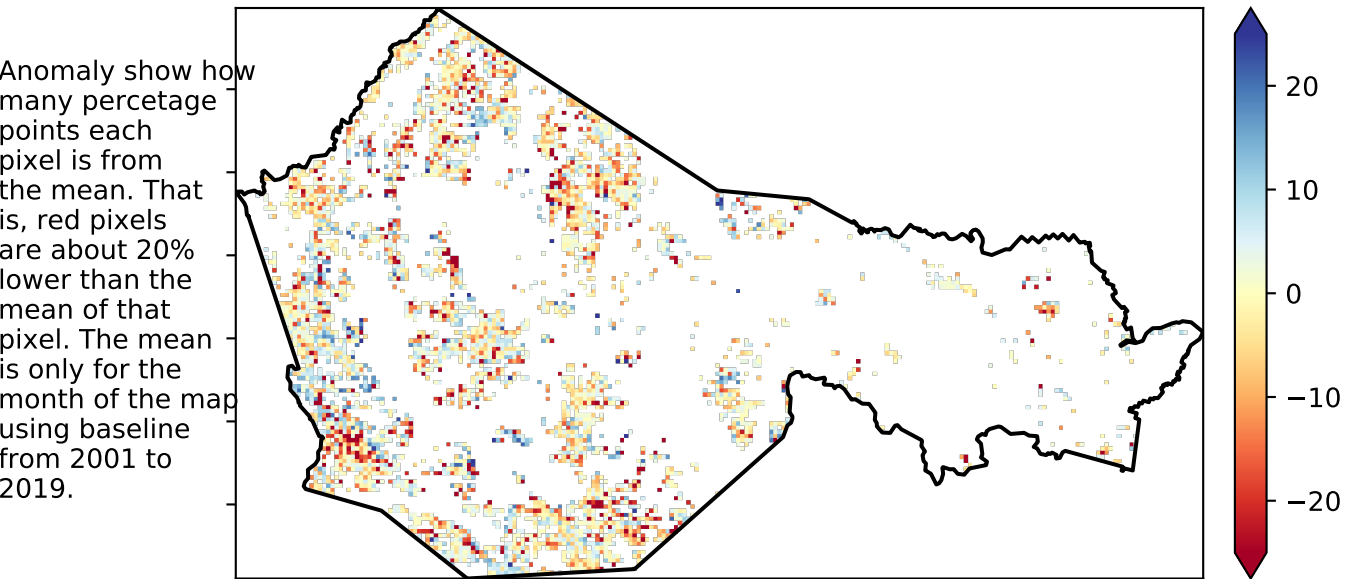 Anomaly show how
many percetage
points each
pixel is from
the mean. That
is, red pixels
are about 20%
lower than the
mean of that
pixel. The mean
is only for the
month of the map
using baseline
from 2001 to
2019.
20
10
0
−10
−20